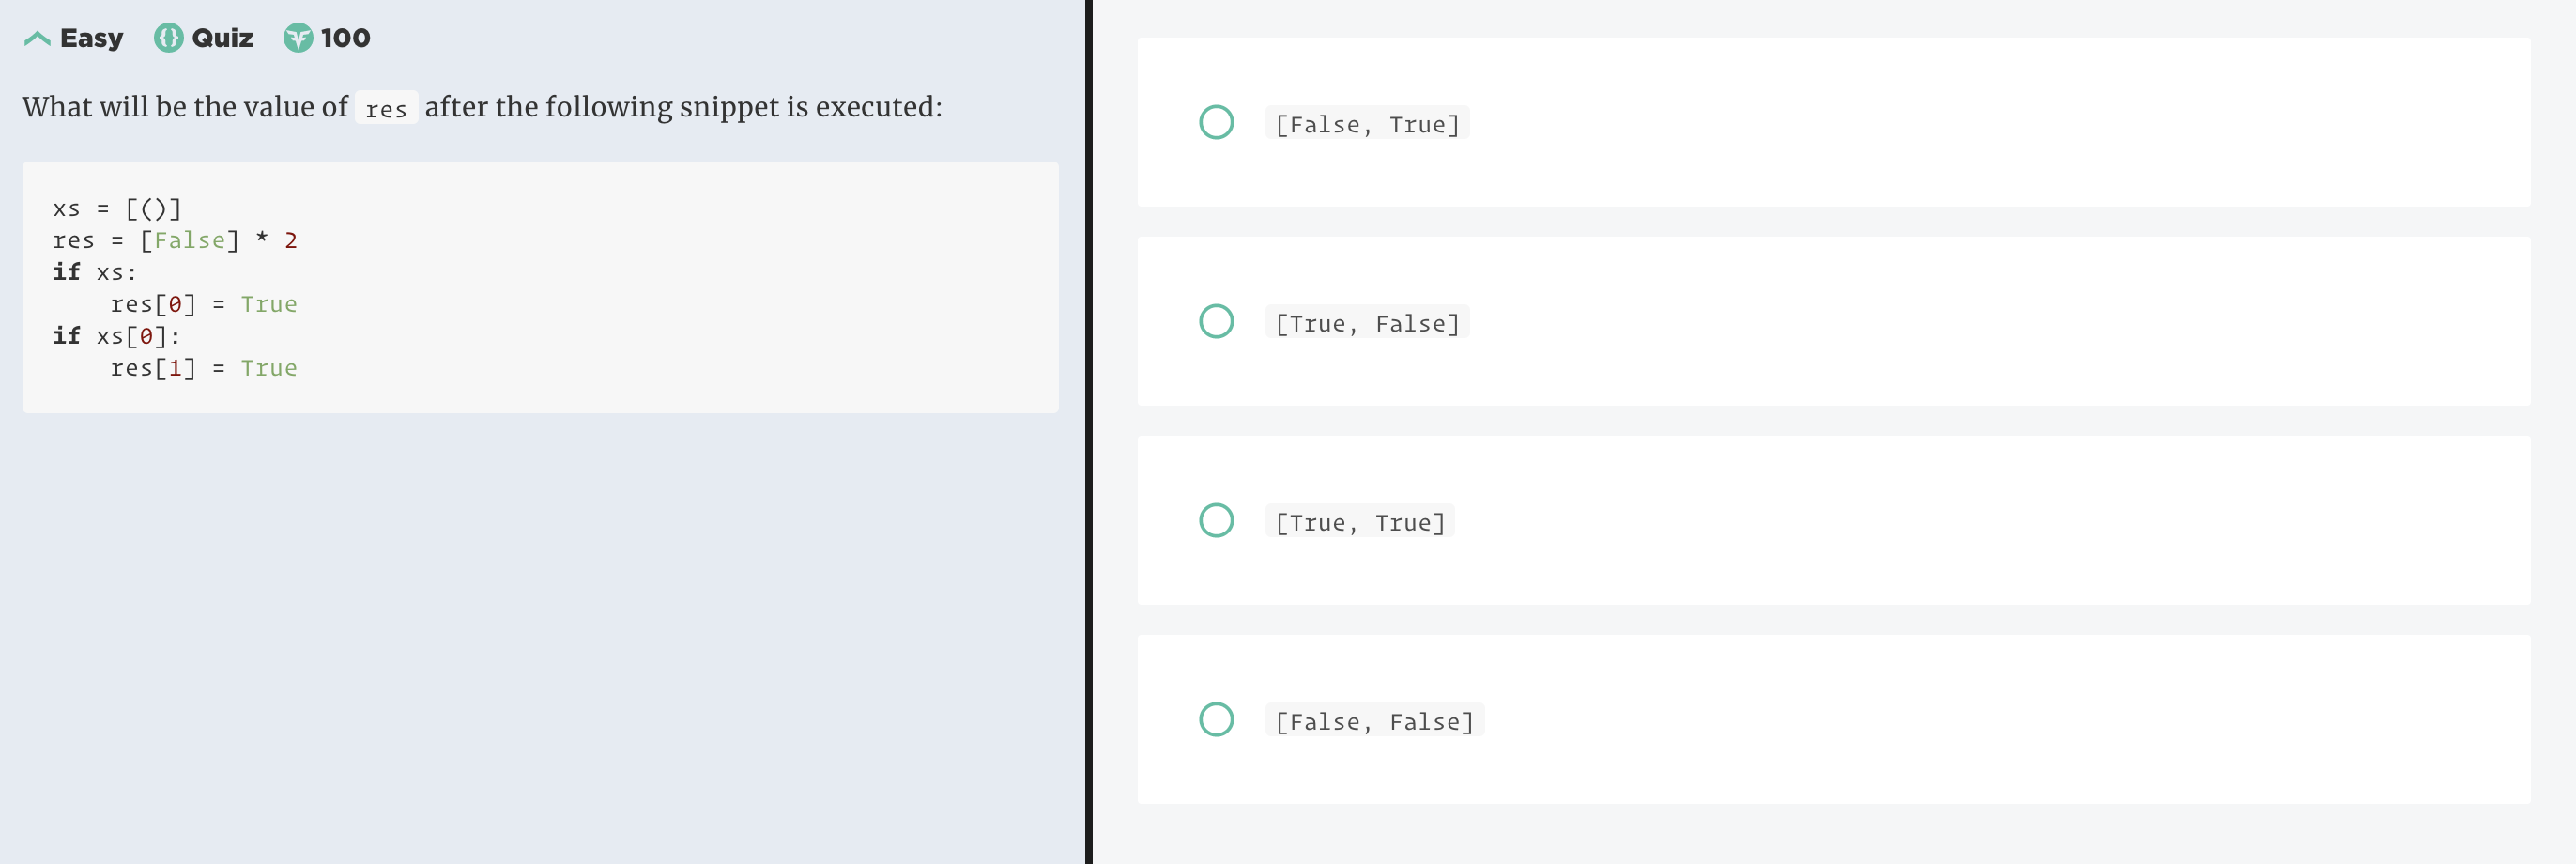 Easy Quiz 100
What will be the value of res after the following snippet is executed:
xs = [()]
res = [False] * 2
if xs:
    res[0] = True
if xs[0]:
    res[1] = True
[False, True]
[True, False]
[True, True]
[False, False]